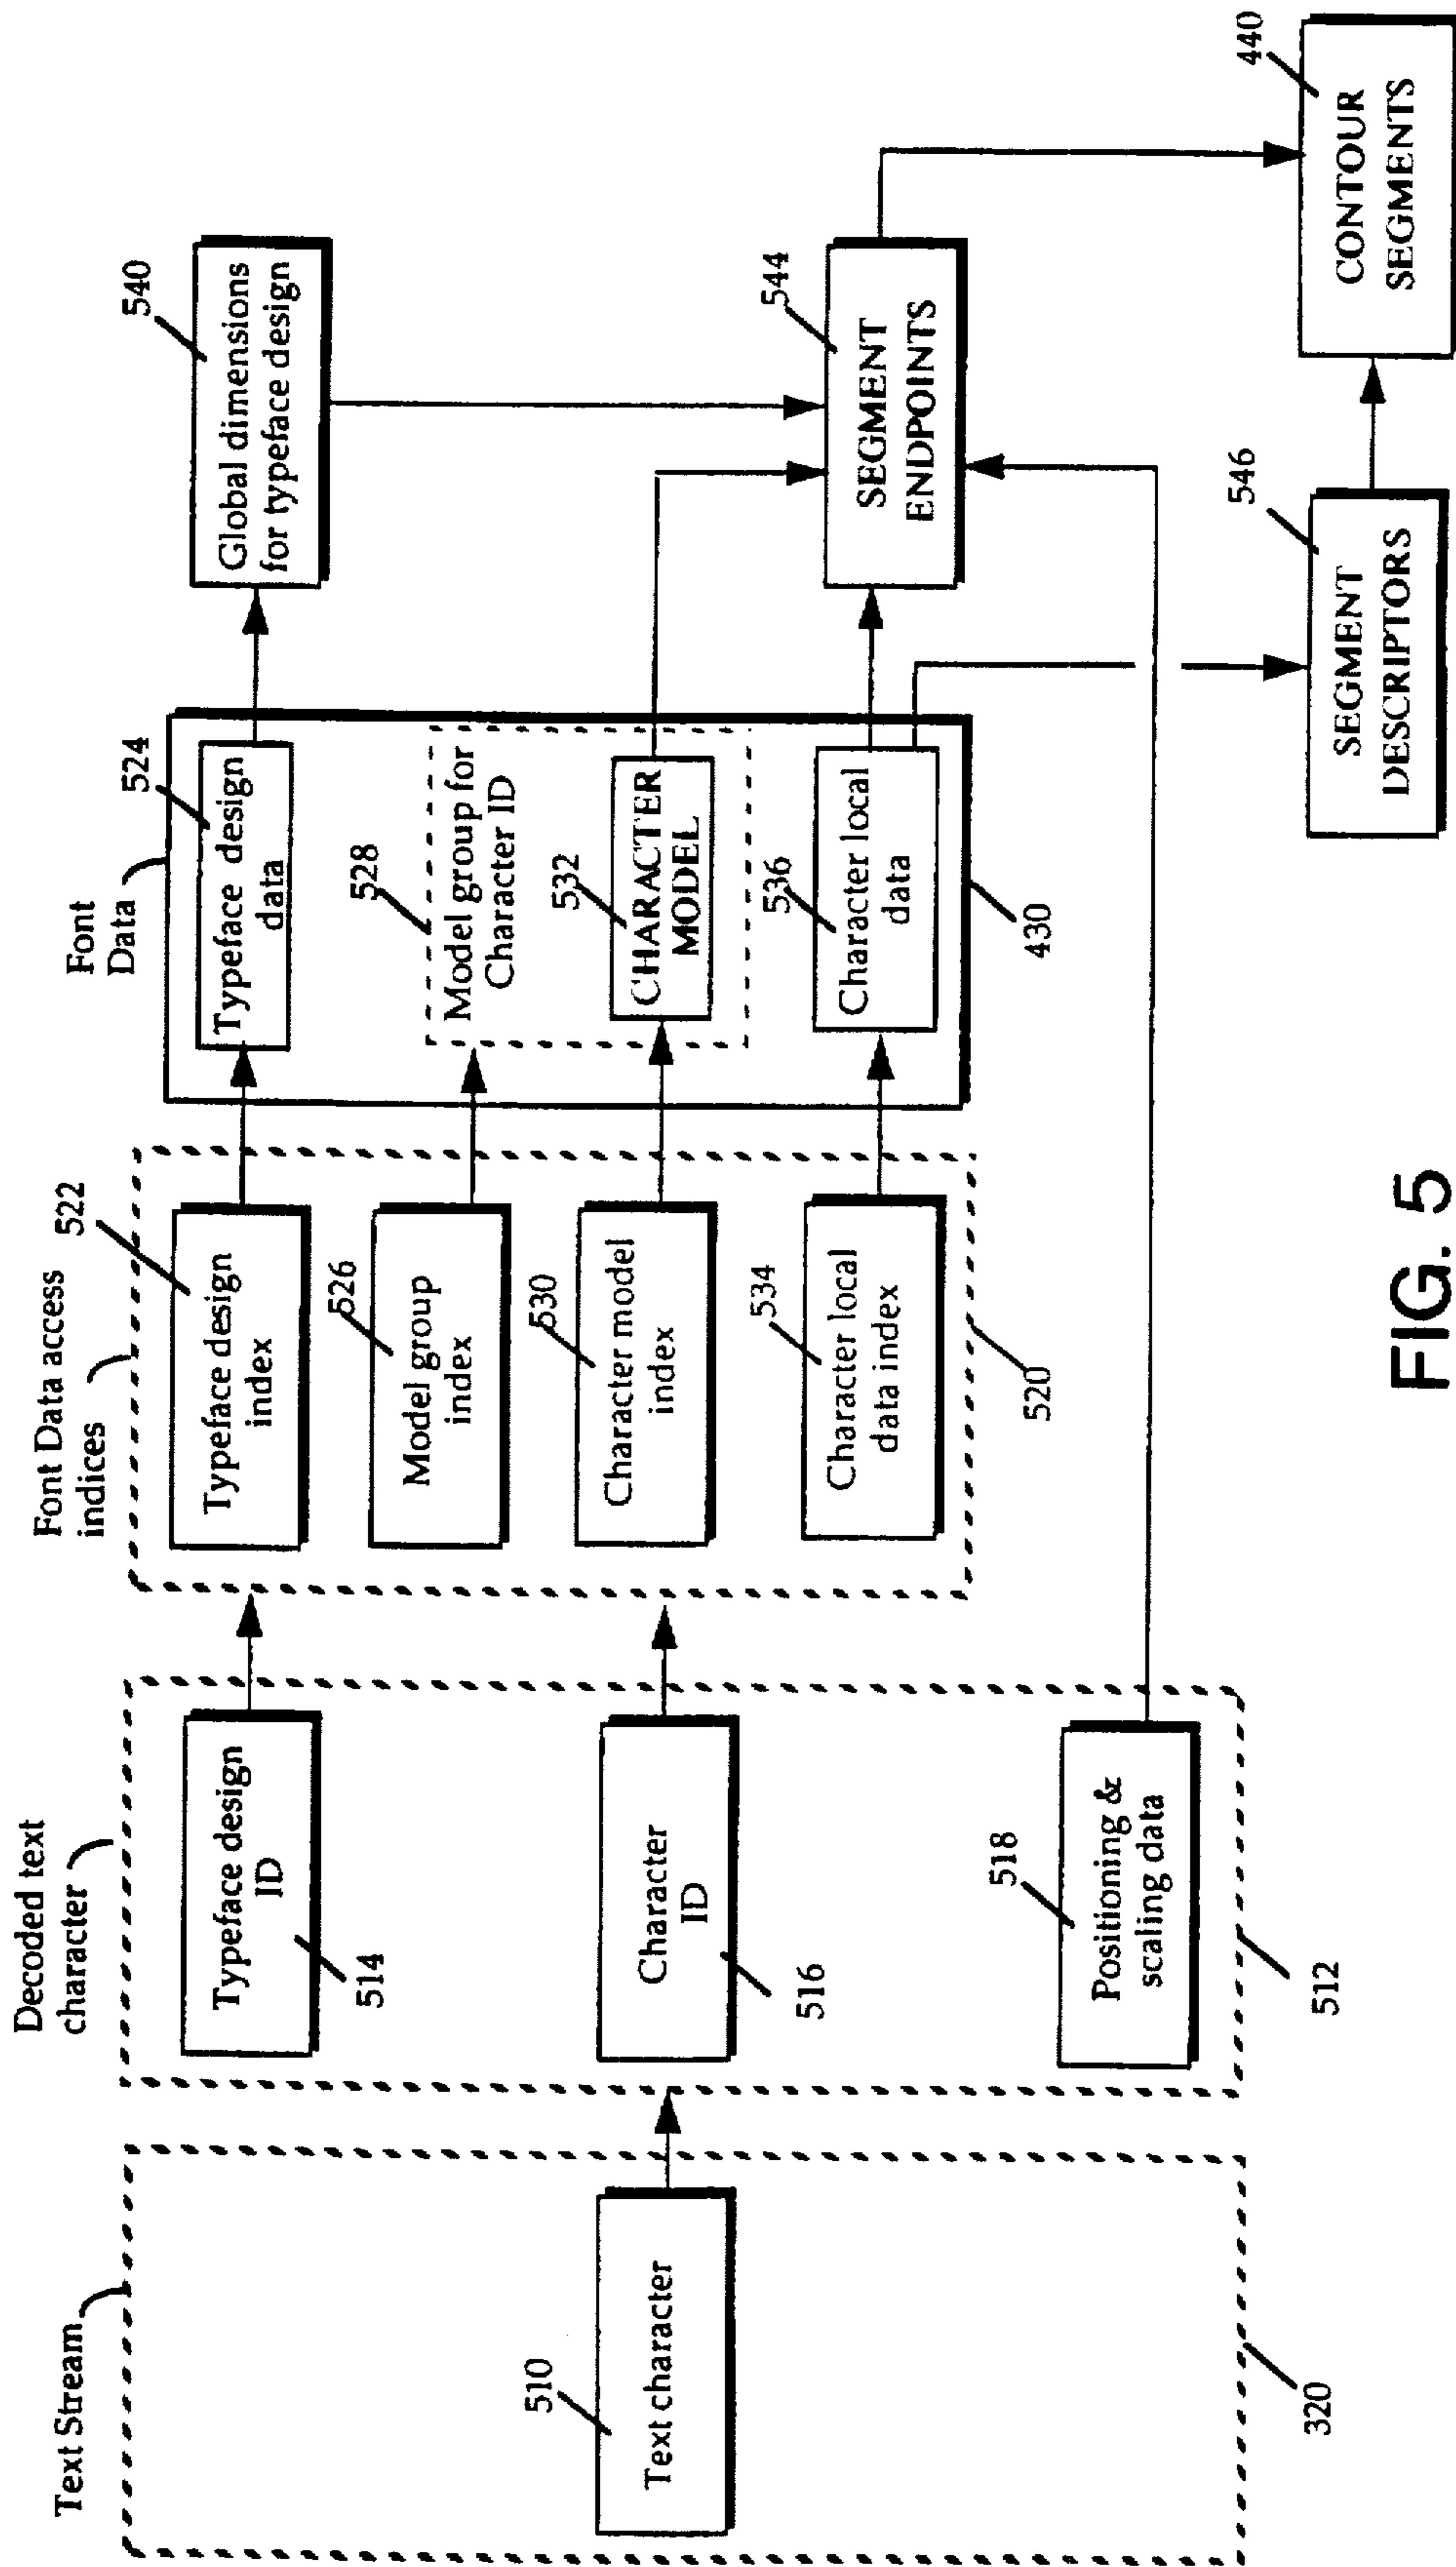 Text Stream
510
Text character
320
Decoded text
character
Typeface design
ID
514
Character
ID
516
518
Positioning &
scaling data
512
Font Data access
indices
522
Typeface design
index
526
Model group
index
530
Character model
index
534
Character local
data index
520
Font
Data
524
Typeface design
data
528
Model group for
Character ID
532
CHARACTER
MODEL
536
Character local
data
430
540
Global dimensions
for typeface design
544
SEGMENT
ENDPOINTS
546
SEGMENT
DESCRIPTORS
440
CONTOUR
SEGMENTS
FIG. 5